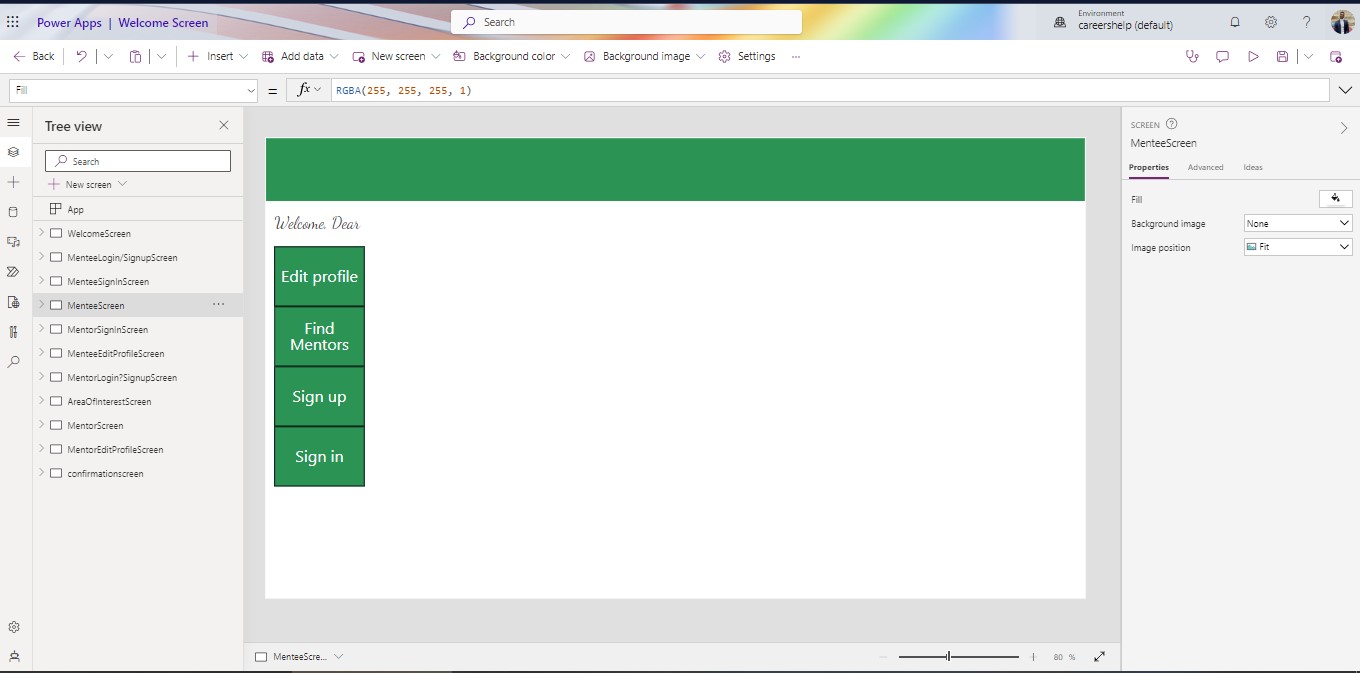 Power Apps | Welcome Screen
Search
Environment
careershelp (default)
Back
Insert
Add data
New screen
Background color
Background image
Settings
Fill
=
fx
RGBA(255, 255, 255, 1)
Tree view
Search
New screen
App
WelcomeScreen
MenteeLogin/SignupScreen
MenteeSignInScreen
MenteeScreen
MentorSignInScreen
MenteeEditProfileScreen
MentorLogin?SignupScreen
AreaOfInterestScreen
MentorScreen
MentorEditProfileScreen
confirmationscreen
Welcome, Dear
Edit profile
Find
Mentors
Sign up
Sign in
MenteeScre...
80 %
SCREEN
MenteeScreen
Properties
Advanced
Ideas
Fill
Background image
None
Image position
Fit